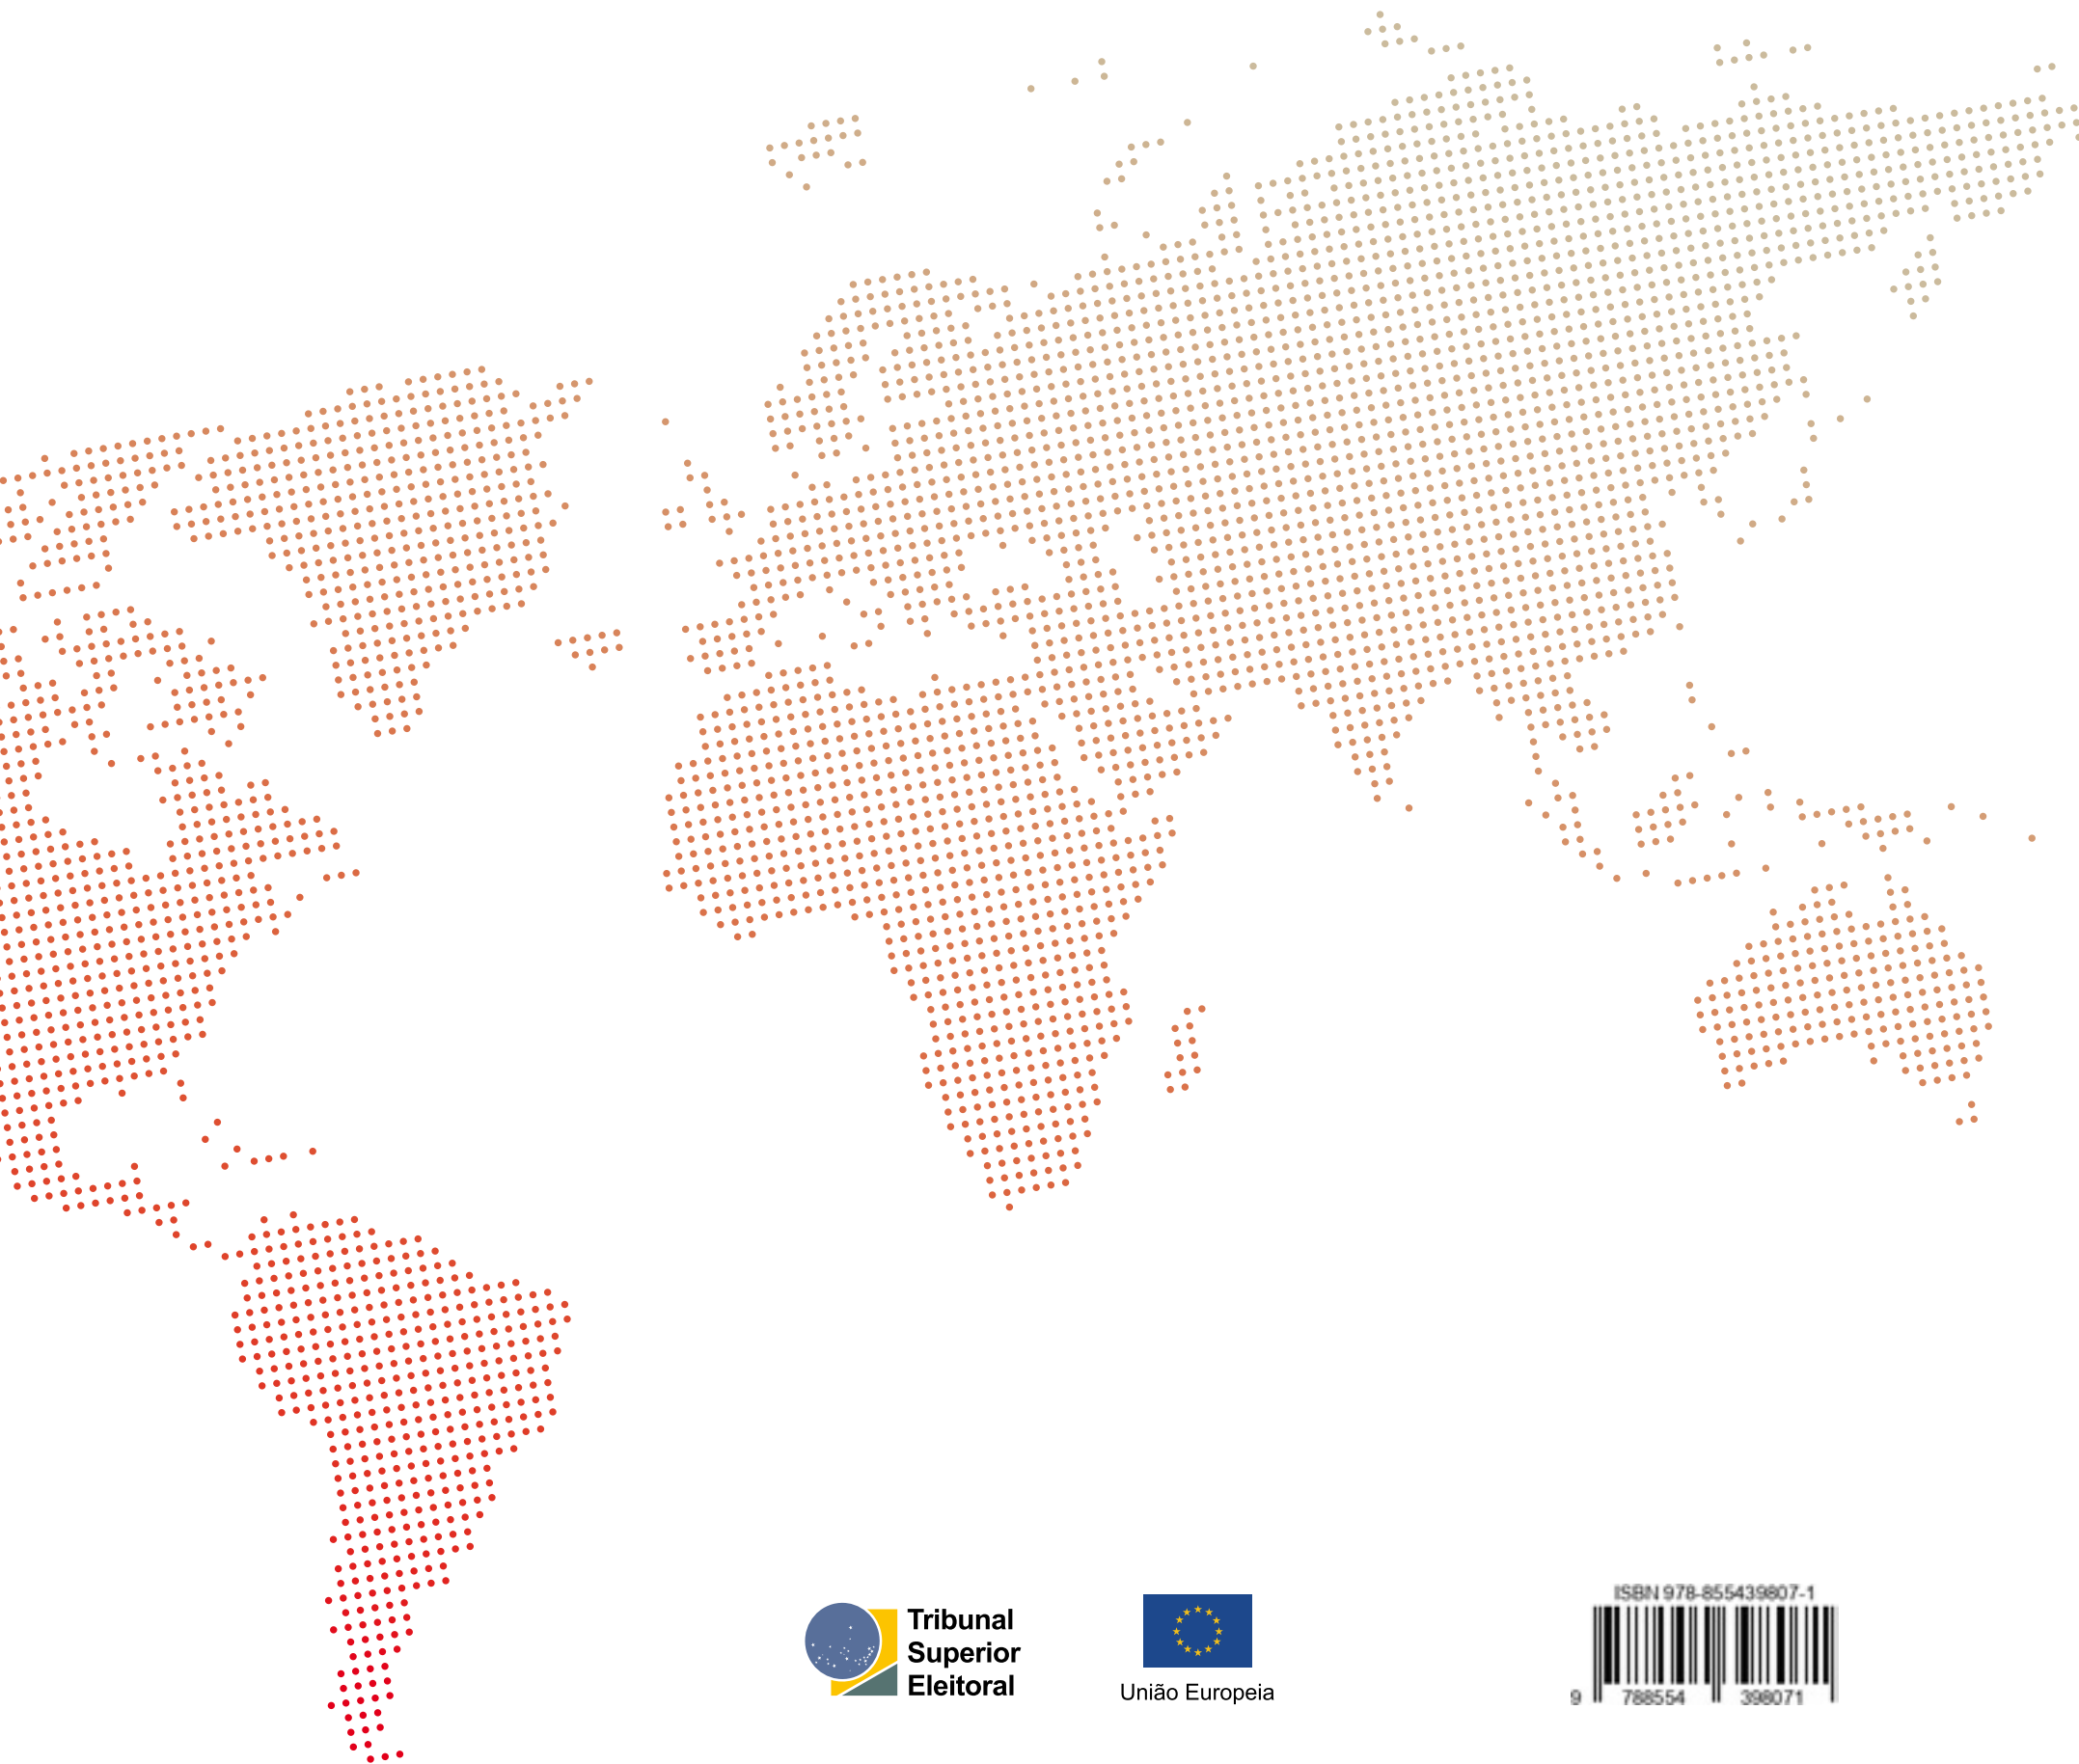 Tribunal
Superior
Eleitoral
União Europeia
ISBN 978-855439807-1
9 788554 398071